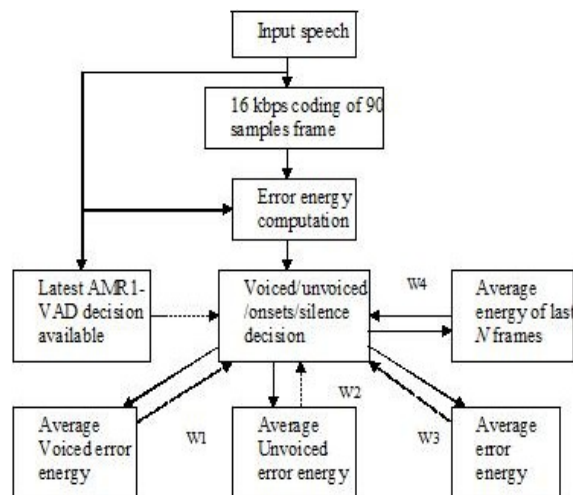 Input speech
16 kbps coding of 90
samples frame
Error energy
computation
Latest AMR1-
VAD decision
available
Voiced/unvoiced
/onsets/silence
decision
W4
Average
energy of last
N frames
W1
W2
W3
Average
Voiced error
energy
Average
Unvoiced
error energy
Average
error
energy